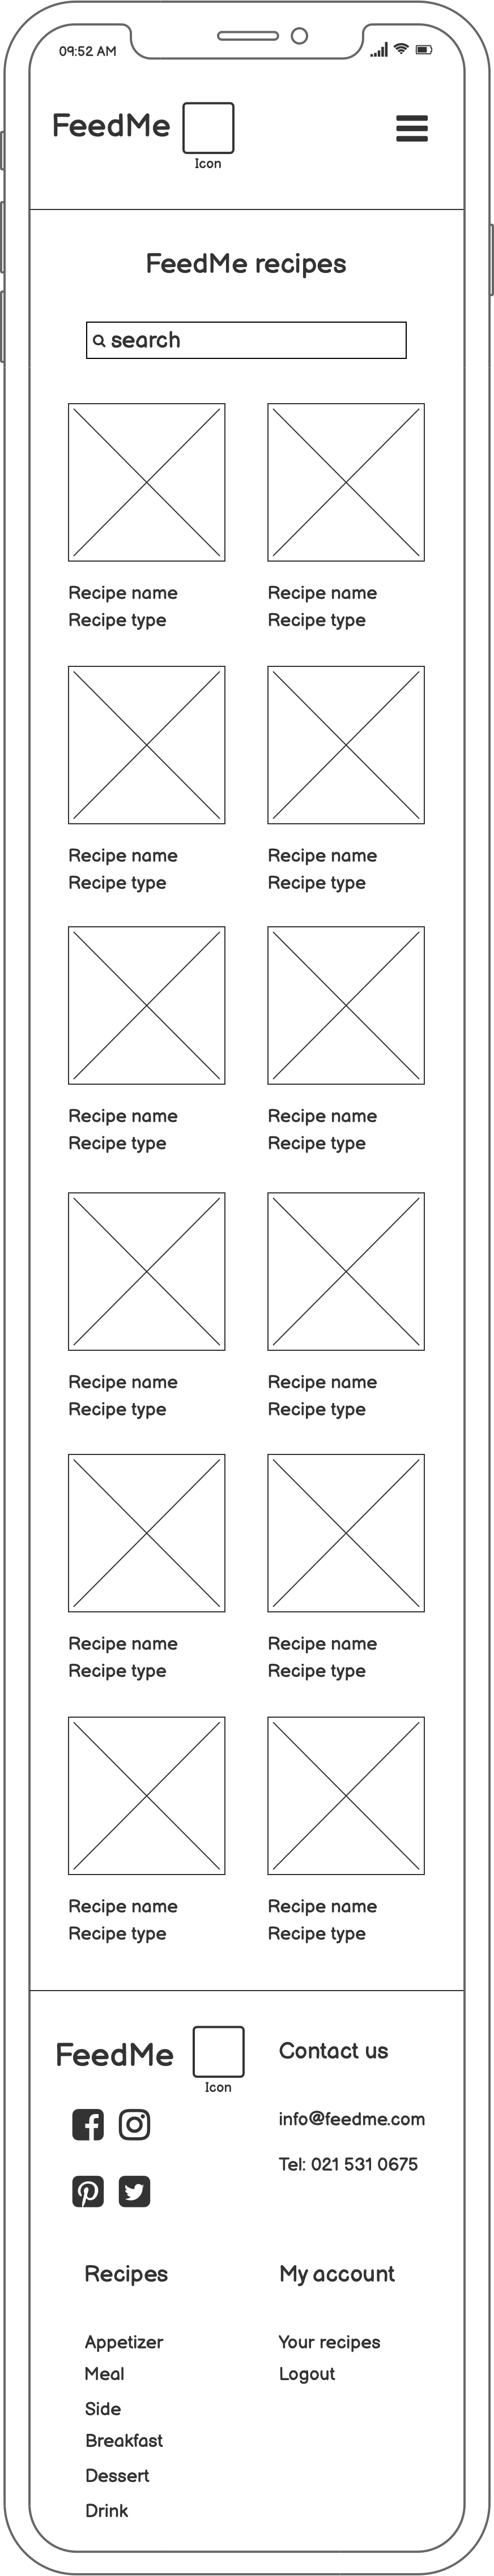 09:52 AM
FeedMe
Icon
FeedMe recipes
search
Recipe name Recipe name
Recipe type Recipe type
Recipe name Recipe name
Recipe type Recipe type
Recipe name Recipe name
Recipe type Recipe type
Recipe name Recipe name
Recipe type Recipe type
Recipe name Recipe name
Recipe type Recipe type
Recipe name Recipe name
Recipe type Recipe type
FeedMe
Icon
Contact us
info@feedme.com
Tel: 021 531 0675
Recipes
Appetizer
Meal
Side
Breakfast
Dessert
Drink
My account
Your recipes
Logout